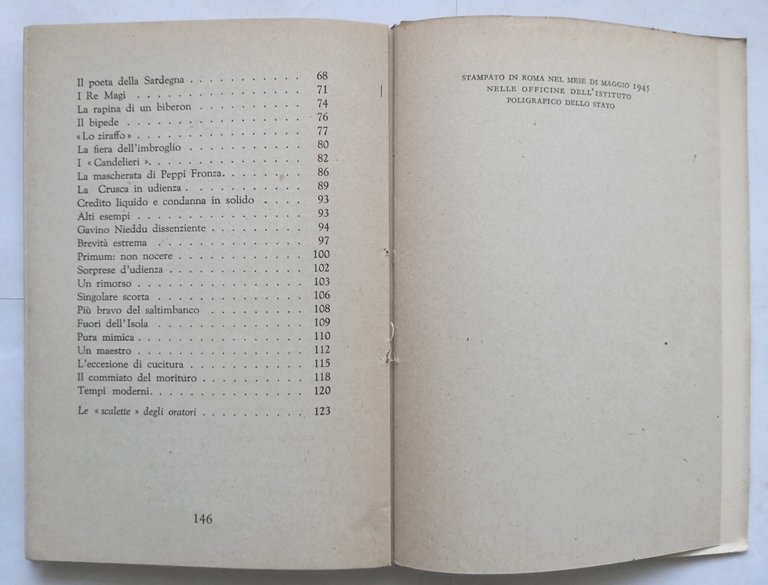 Il poeta della Sardegna . . . . . . . . . . . 68
I Re Magi . . . . . . . . . . . . . . . . 71
La rapina di un biberon . . . . . . . . . . . 74
Il bipede . . . . . . . . . . . . . . . . 76
«Lo ziraffo» . . . . . . . . . . . . . . . 77
La fiera dell'imbroglio . . . . . . . . . . . 80
I « Candelieri ». . . . . . . . . . . . . . 82
La mascherata di Peppi Fronza. . . . . . . . . 86
La Crusca in udienza . . . . . . . . . . . . 89
Credito liquido e condanna in solido . . . . . . 93
Alti esempi . . . . . . . . . . . . . . . 93
Gavino Nieddu dissenziente . . . . . . . . . . 94
Brevità estrema . . . . . . . . . . . . . . 97
Primum: non nocere . . . . . . . . . . . . 100
Sorprese d'udienza . . . . . . . . . . . . . 102
Un rimorso . . . . . . . . . . . . . . . 103
Singolare scorta . . . . . . . . . . . . . . 106
Più bravo del saltimbanco . . . . . . . . . . 108
Fuori dell'Isola . . . . . . . . . . . . . . 109
Pura mimica . . . . . . . . . . . . . . . 110
Un maestro . . . . . . . . . . . . . . . 112
L'eccezione di cucitura . . . . . . . . . . . 115
Il commiato del morituro . . . . . . . . . . 118
Tempi moderni. . . . . . . . . . . . . . . 120
Le « scalette » degli oratori . . . . . . . . . . 123
146
STAMPATO IN ROMA NEL MESE DI MAGGIO 1945
NELLE OFFICINE DELL'ISTITUTO
POLIGRAFICO DELLO STATO